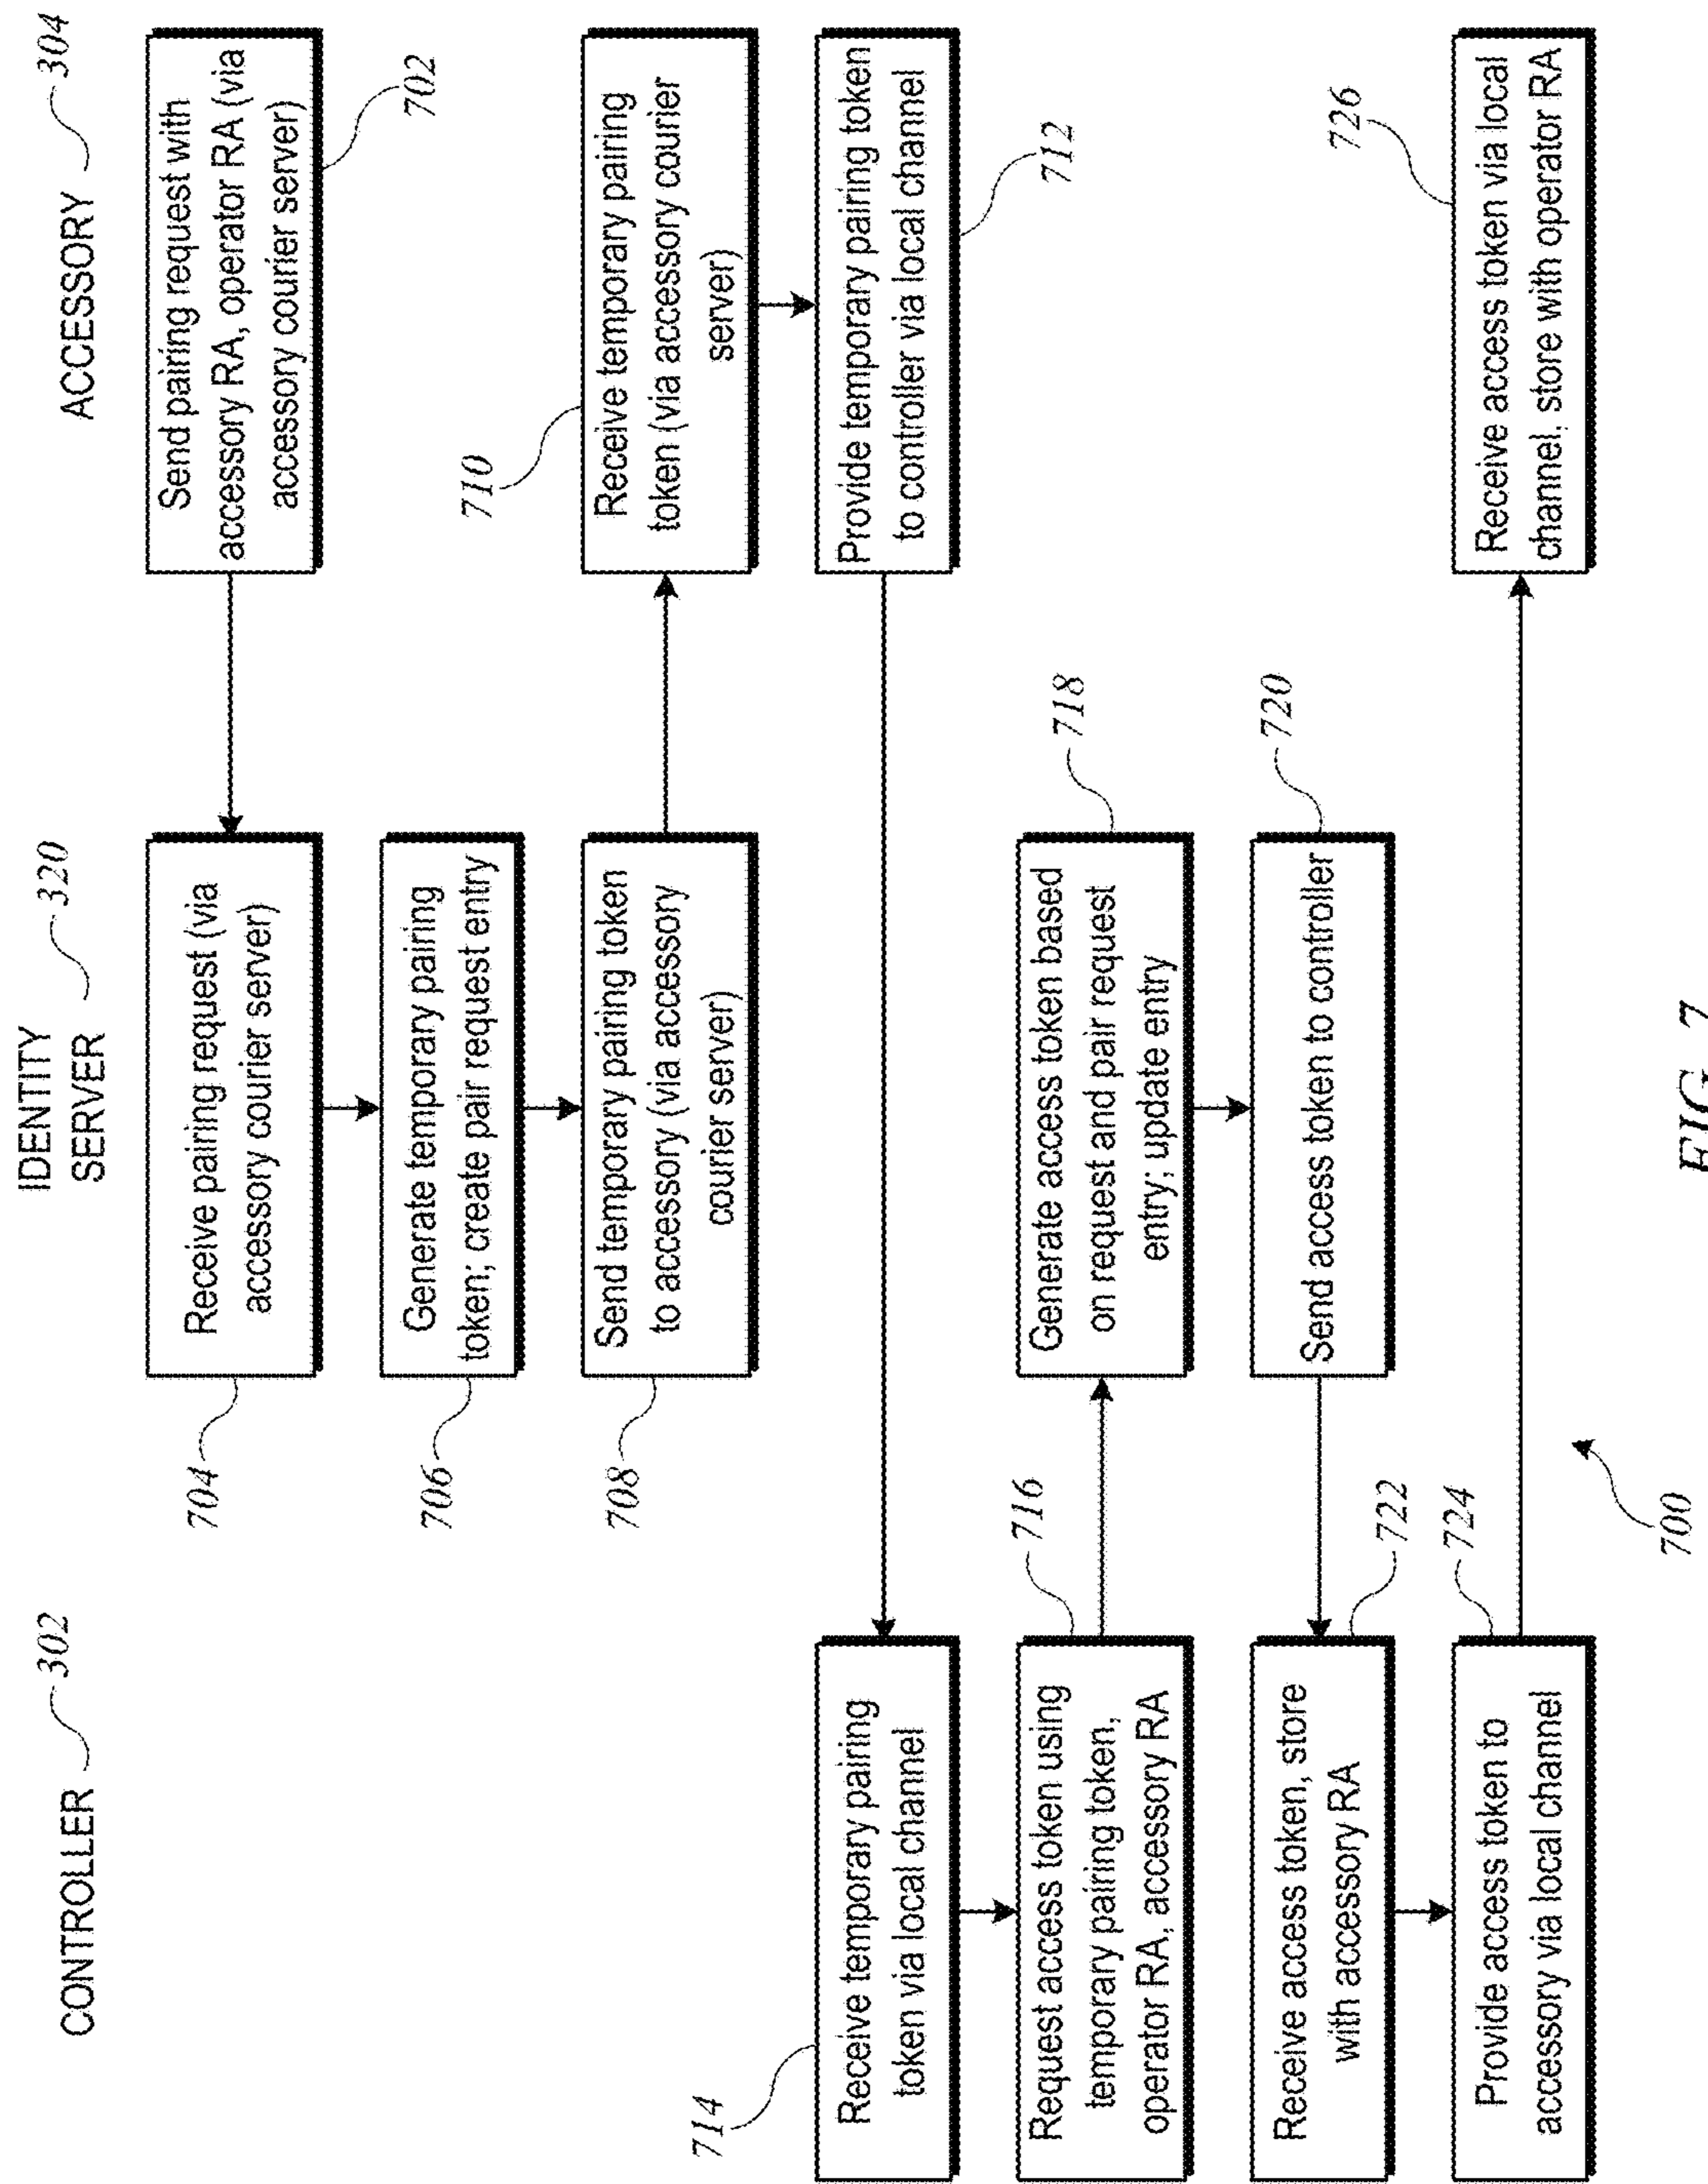 CONTROLLER 302
IDENTITY
SERVER 320
ACCESSORY 304
Send pairing request with
accessory RA, operator RA (via
accessory courier server)
702
704
Receive pairing request (via
accessory courier server)
706
Generate temporary pairing
token; create pair request entry
708
Send temporary pairing token
to accessory (via accessory
courier server)
710
Receive temporary pairing
token (via accessory courier
server)
Provide temporary pairing token
to controller via local channel
712
714
Receive temporary pairing
token via local channel
716
Request access token using
temporary pairing token,
operator RA, accessory RA
718
Generate access token based
on request and pair request
entry; update entry
720
Send access token to controller
Receive access token, store
with accessory RA
722
724
Provide access token to
accessory via local channel
726
Receive access token via local
channel, store with operator RA
700
FIG. 7